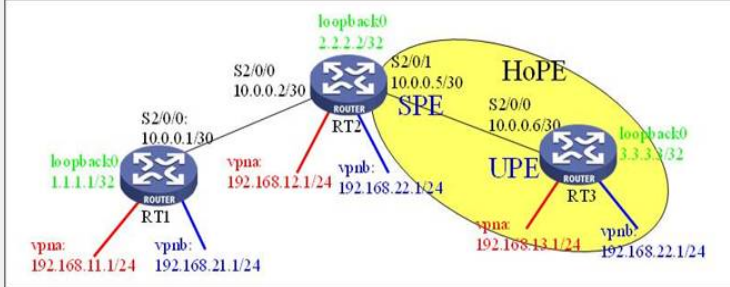 loopback0
2.2.2.2/32
S2/0/0
10.0.0.2/30
S2/0/1
10.0.0.5/30
HoPE
SPE
ROUTER
RT2
S2/0/0:
10.0.0.1/30
S2/0/0
10.0.0.6/30
loopback0
1.1.1.1/32
ROUTER
RT1
vpna:
192.168.12.1/24
vpnb:
192.168.22.1/24
UPE
loopback0
3.3.3.3/32
ROUTER
RT3
vpna:
192.168.11.1/24
vpnb:
192.168.21.1/24
vpna:
192.168.13.1/24
vpnb:
192.168.22.1/24